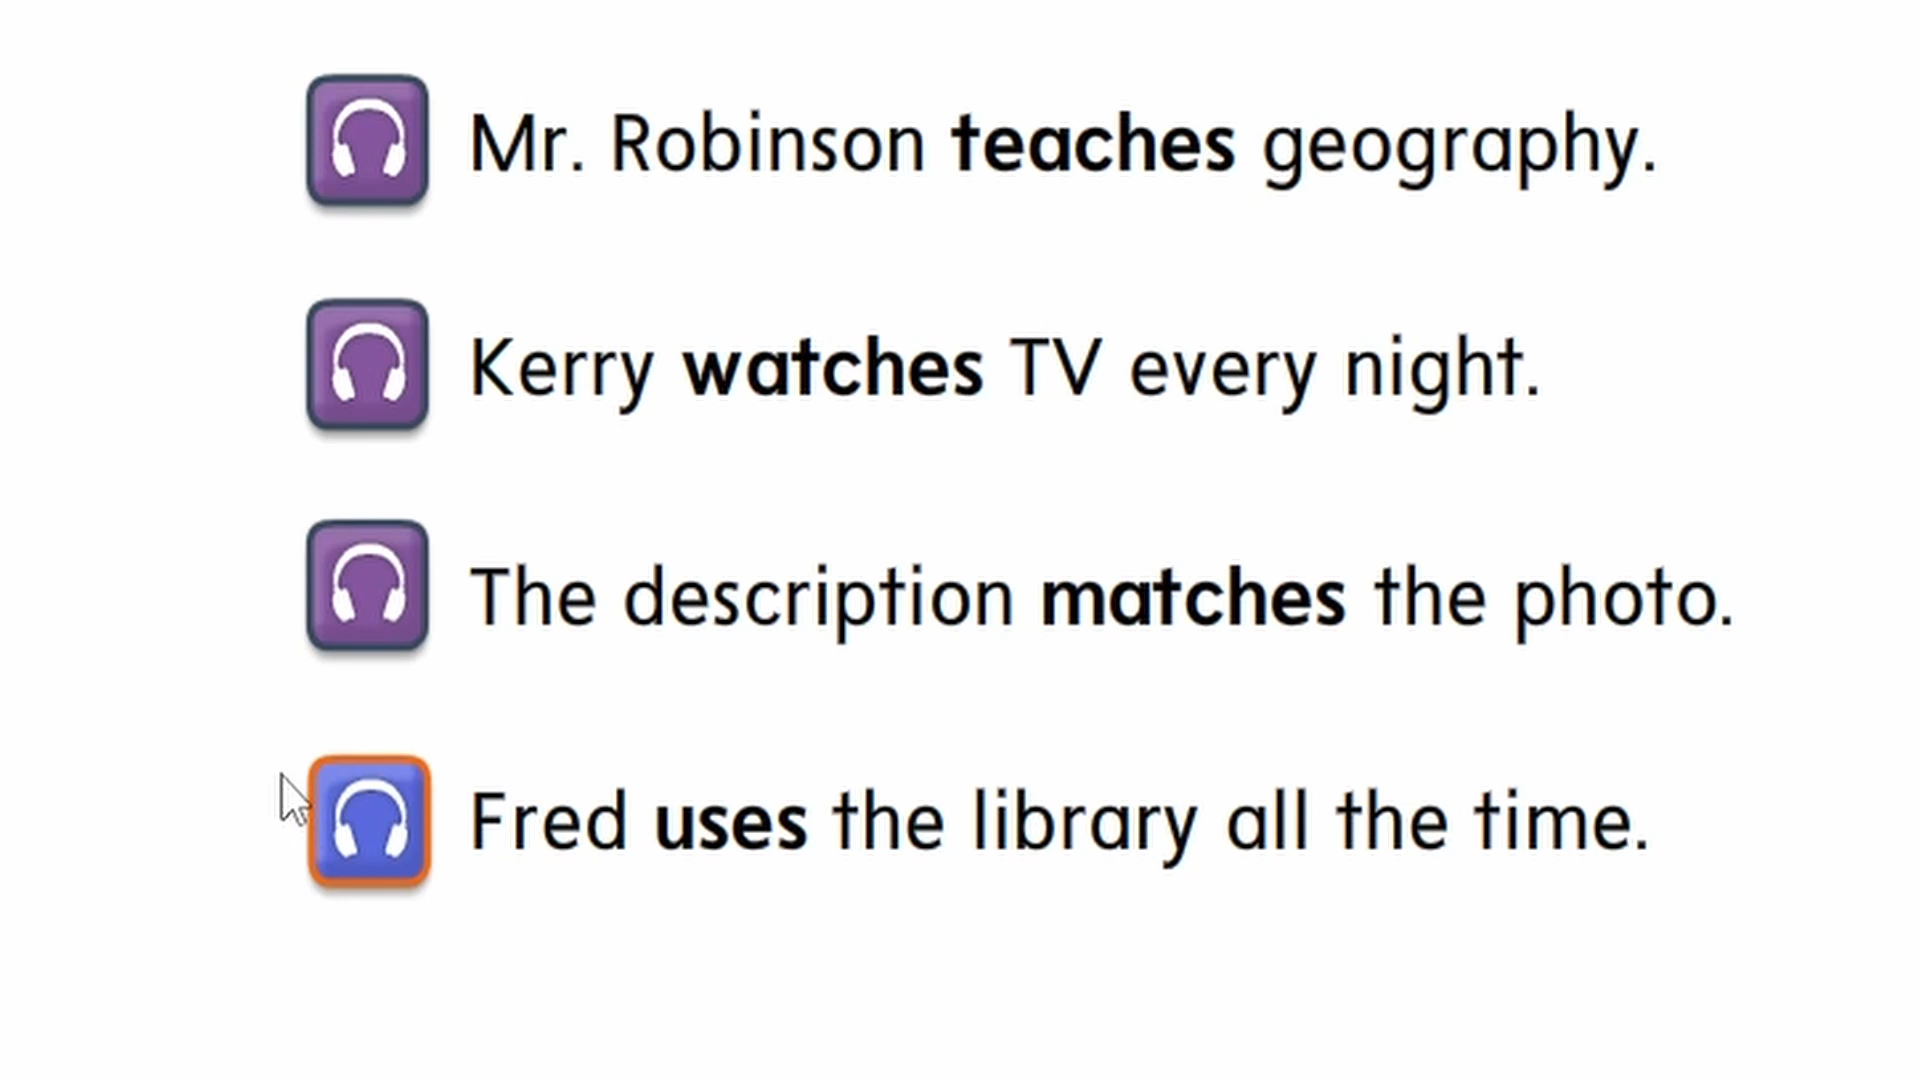 Mr. Robinson teaches geography.
Kerry watches TV every night.
The description matches the photo.
Fred uses the library all the time.